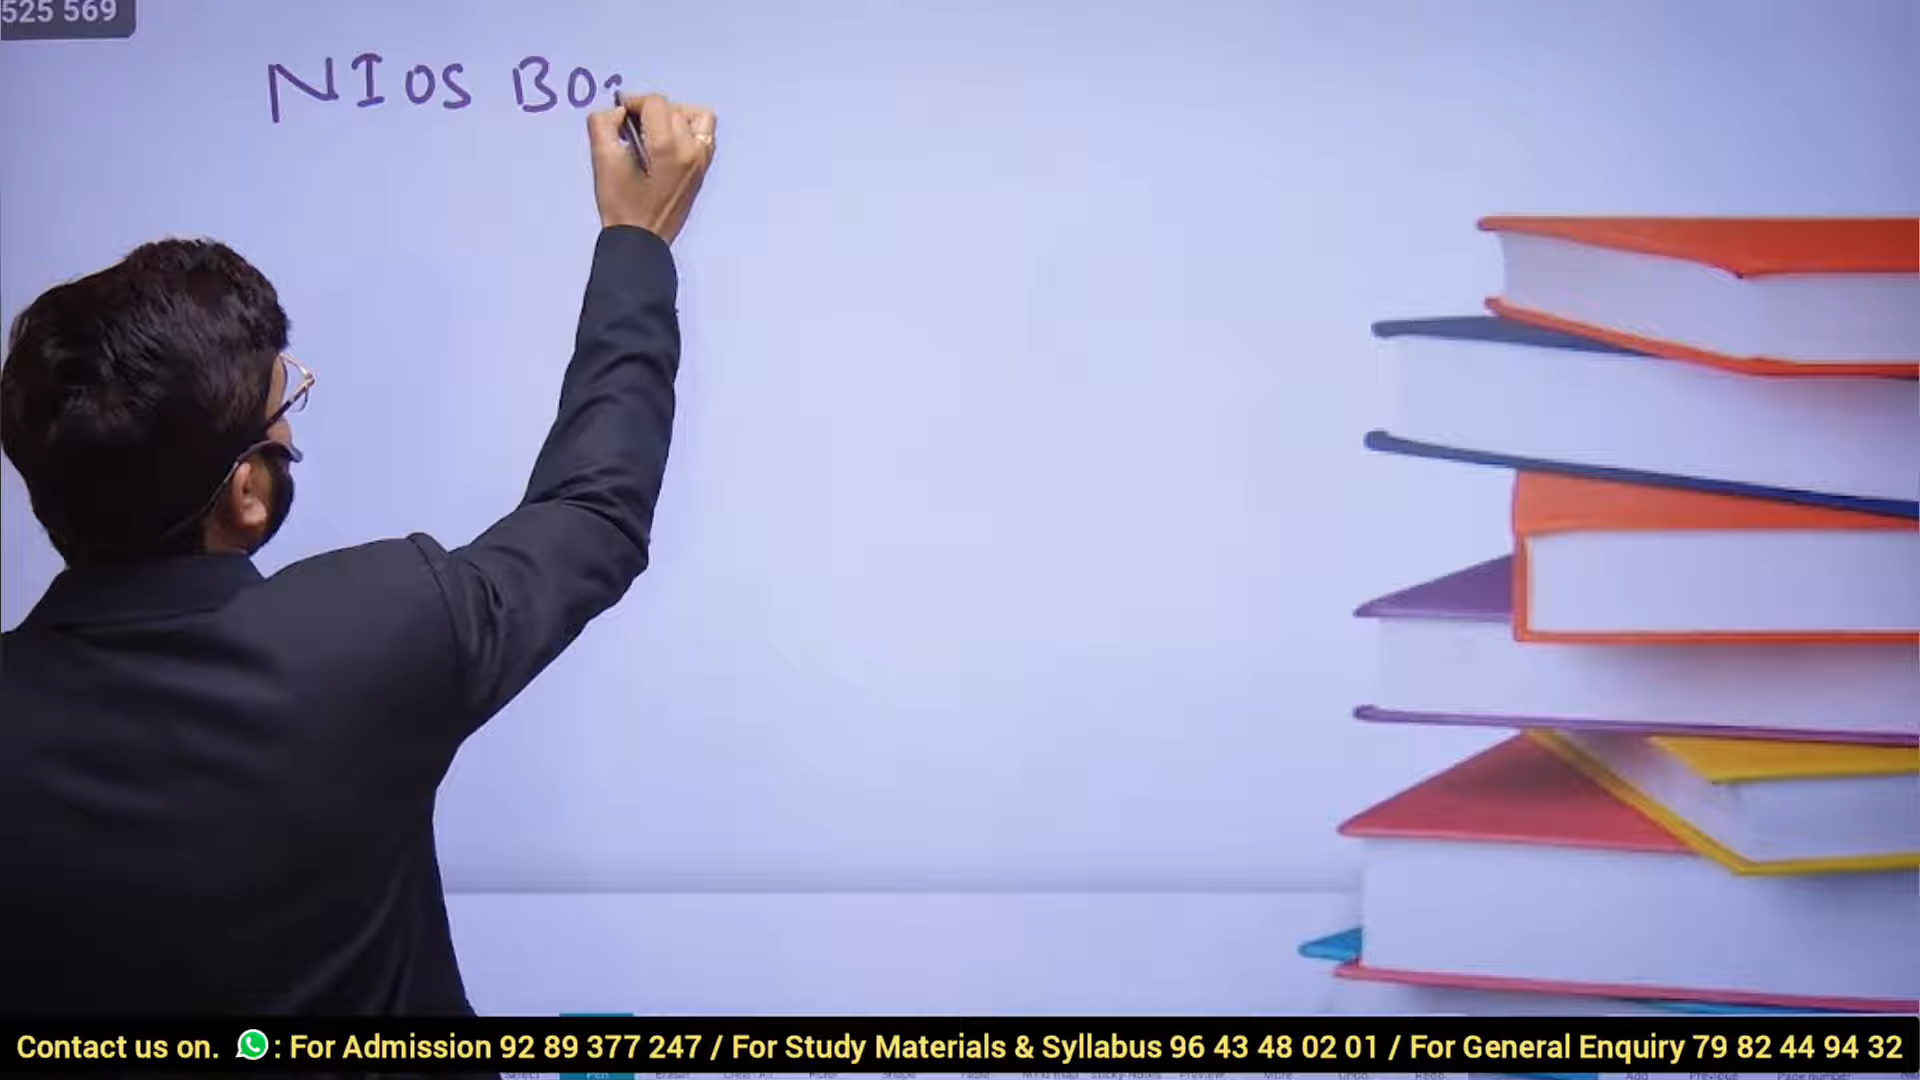 525 569
NIOS BO
Contact us on. : For Admission 92 89 377 247 / For Study Materials & Syllabus 96 43 48 02 01 / For General Enquiry 79 82 44 94 32